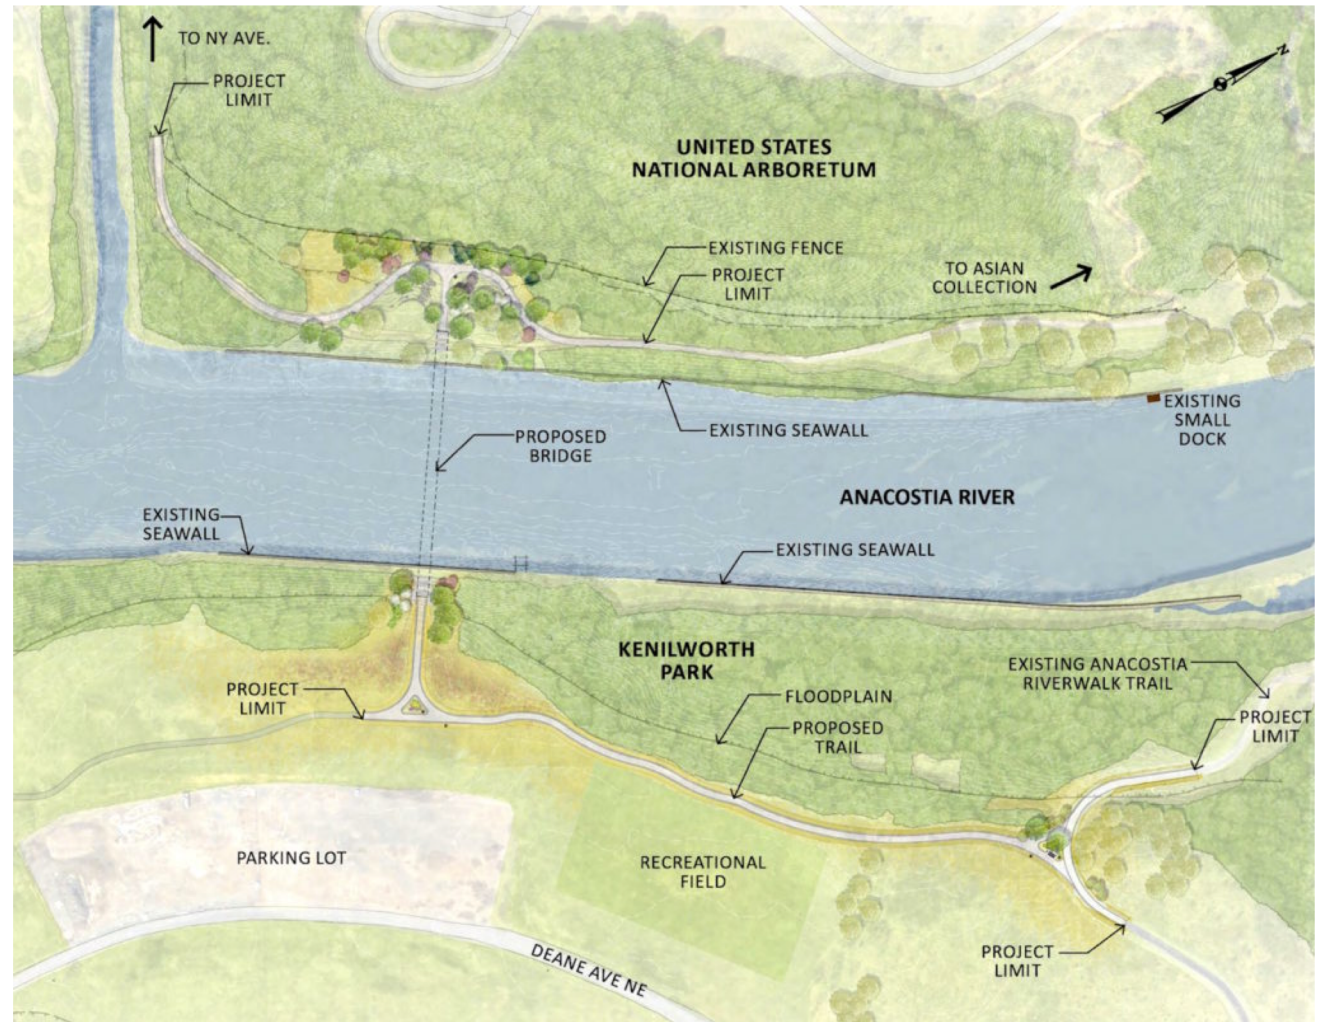 TO NY AVE.
PROJECT
LIMIT
N
UNITED STATES
NATIONAL ARBORETUM
EXISTING FENCE
PROJECT
LIMIT
TO ASIAN
COLLECTION
EXISTING
SMALL
DOCK
EXISTING SEAWALL
PROPOSED
BRIDGE
ANACOSTIA RIVER
EXISTING
SEAWALL
EXISTING SEAWALL
KENILWORTH
PARK
EXISTING ANACOSTIA
RIVERWALK TRAIL
PROJECT
LIMIT
FLOODPLAIN
PROJECT
LIMIT
PROPOSED
TRAIL
PARKING LOT
RECREATIONAL
FIELD
PROJECT
LIMIT
DEANE AVE NE